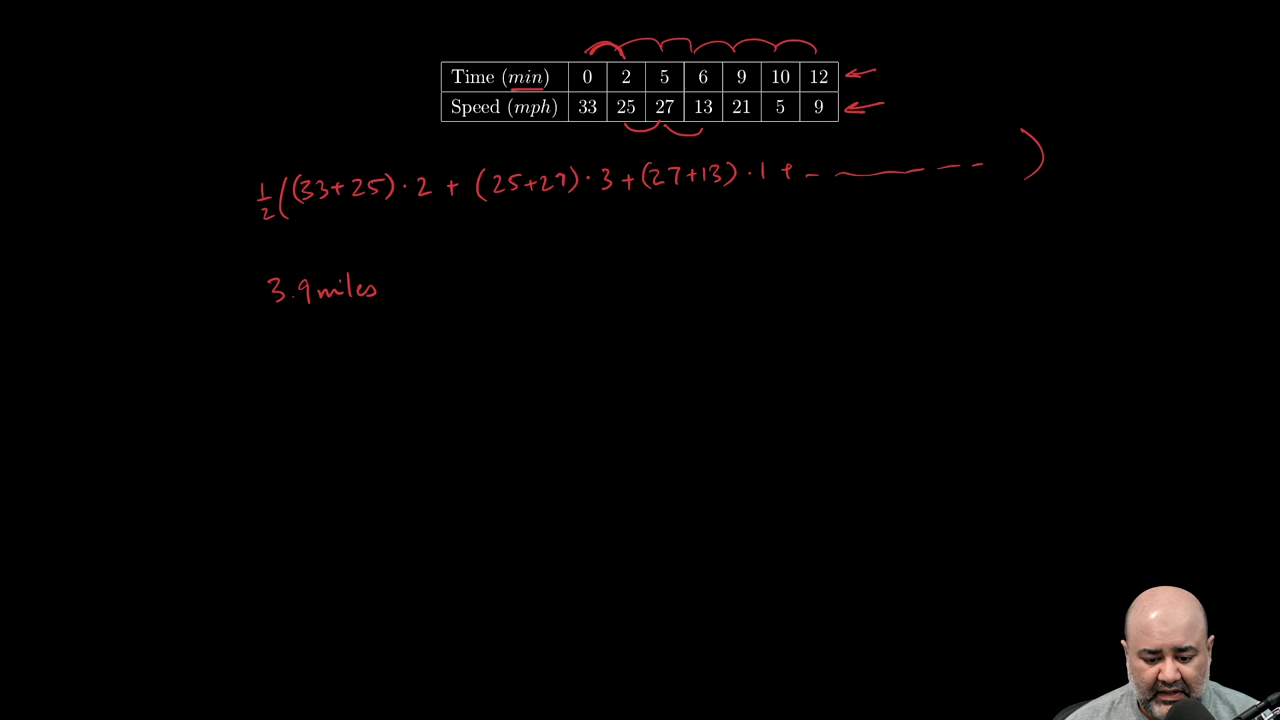 Time (min) 0 2 5 6 9 10 12
Speed (mph) 33 25 27 13 21 5 9
1/2((33+25)·2 + (25+27)·3+(27+13)·1 + - — - - )
3.9 miles